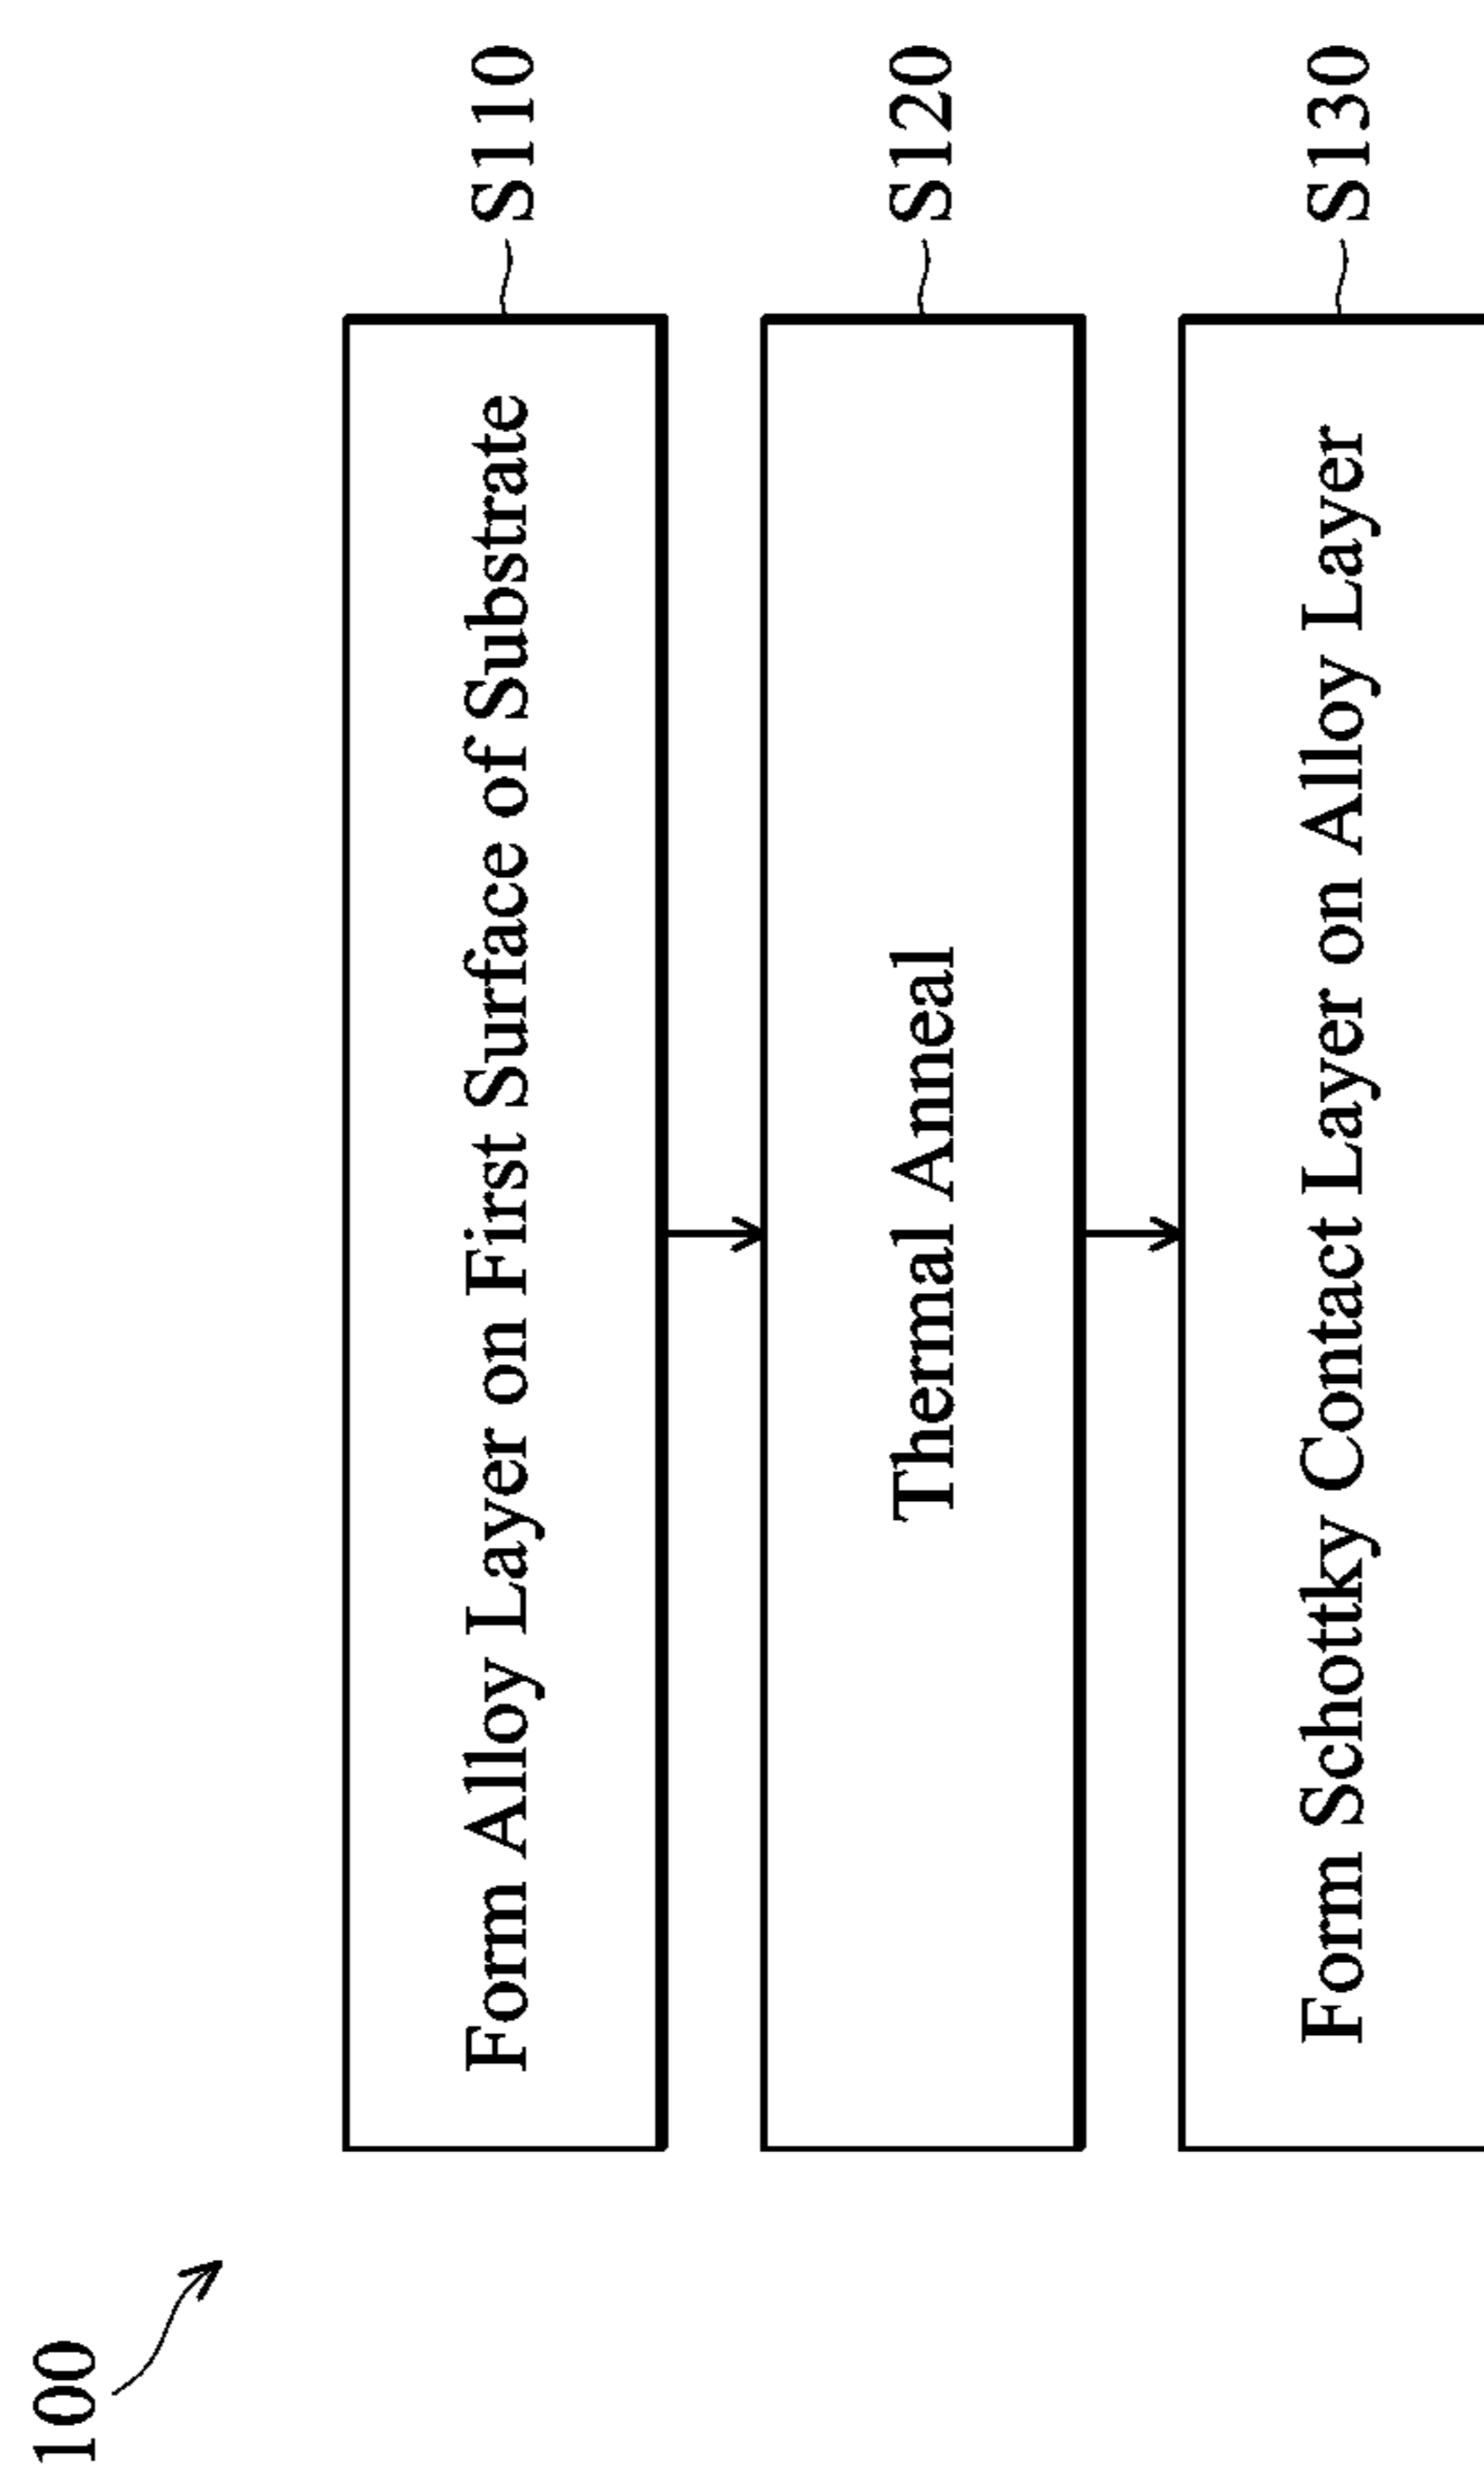 100
Form Alloy Layer on First Surface of Substrate
S110
Thermal Anneal
S120
Form Schottky Contact Layer on Alloy Layer
S130